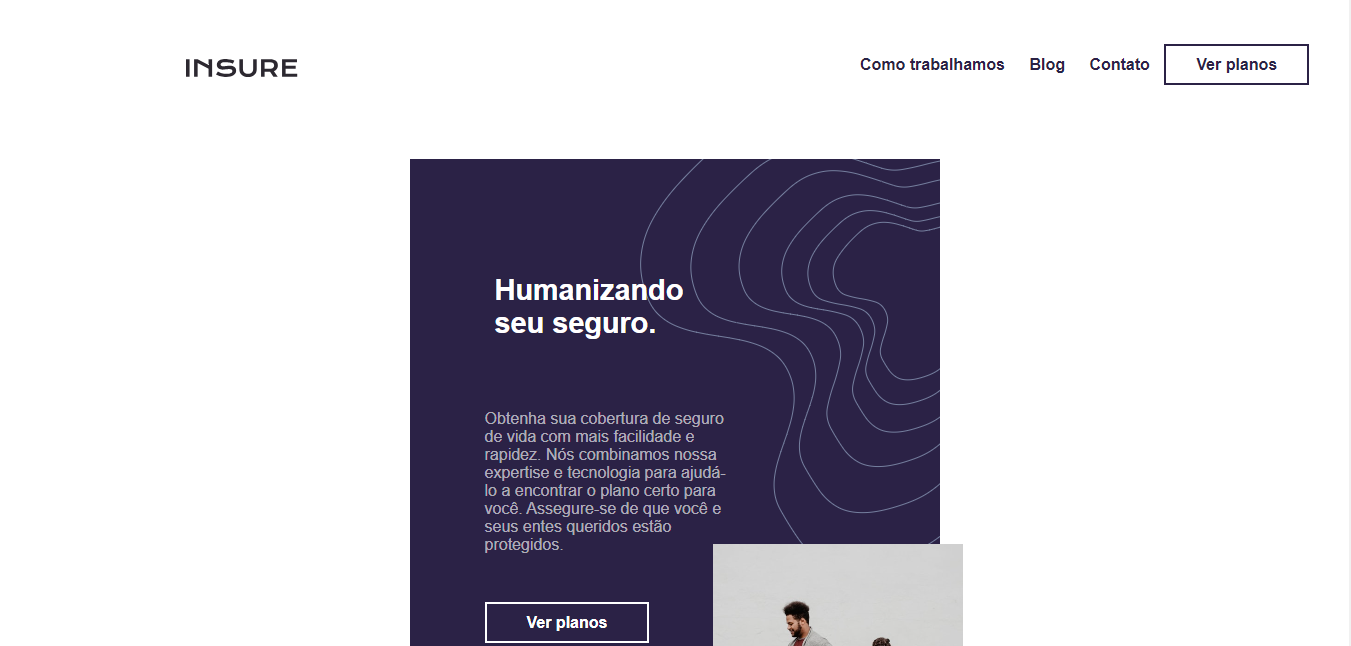 INSURE
Como trabalhamos
Blog
Contato
Ver planos
Humanizando
seu seguro.
Obtenha sua cobertura de seguro
de vida com mais facilidade e
rapidez. Nós combinamos nossa
expertise e tecnologia para ajudá-
lo a encontrar o plano certo para
você. Assegure-se de que você e
seus entes queridos estão
protegidos.
Ver planos